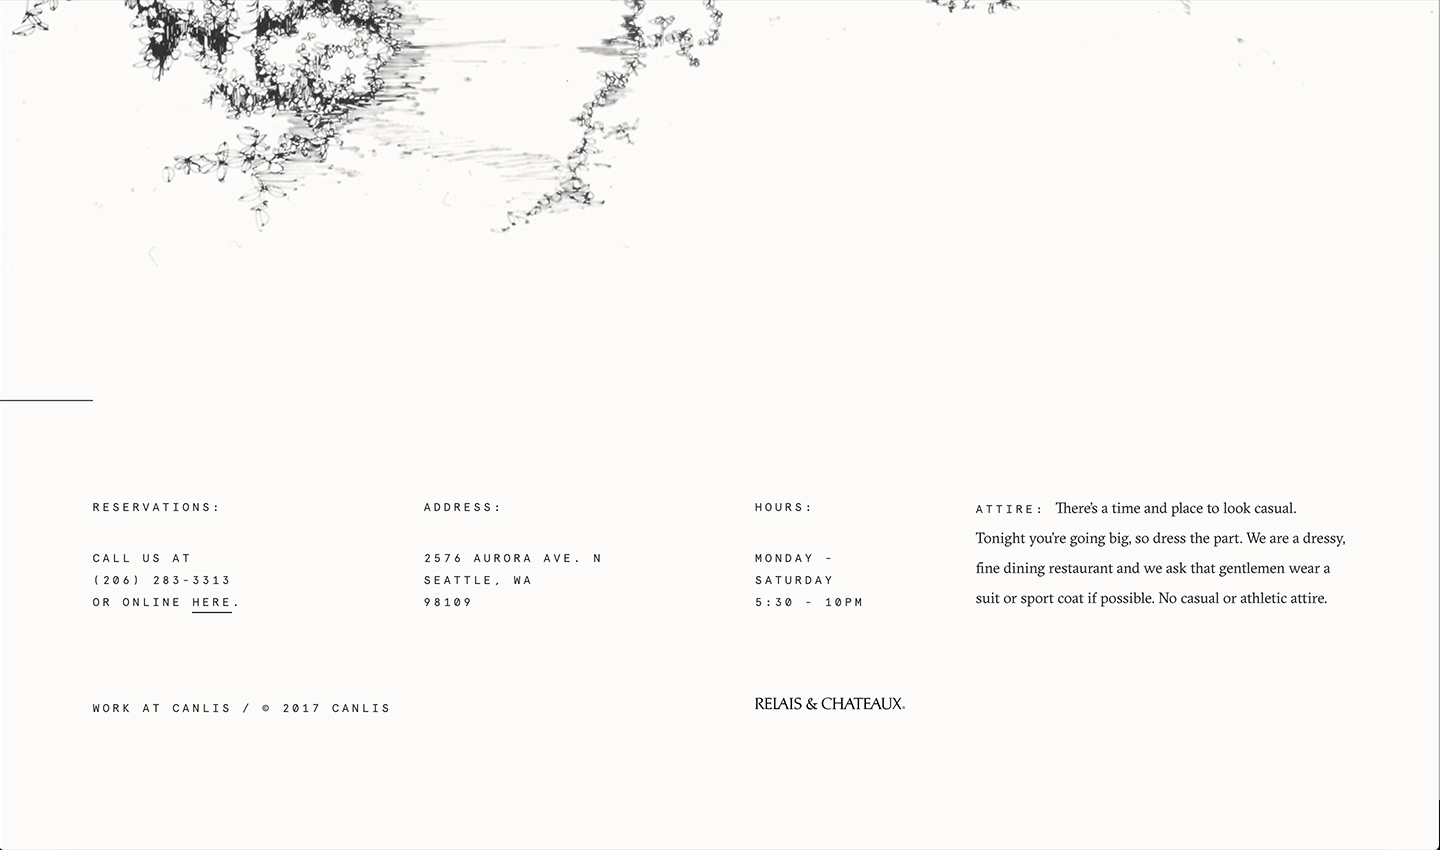 RESERVATIONS:
CALL US AT
(206) 283-3313
OR ONLINE HERE.
ADDRESS:
2576 AURORA AVE. N
SEATTLE, WA
98109
HOURS:
MONDAY -
SATURDAY
5:30 - 10PM
ATTIRE: There's a time and place to look casual.
Tonight you're going big, so dress the part. We are a dressy,
fine dining restaurant and we ask that gentlemen wear a
suit or sport coat if possible. No casual or athletic attire.
WORK AT CANLIS / © 2017 CANLIS
RELAIS & CHATEAUX.